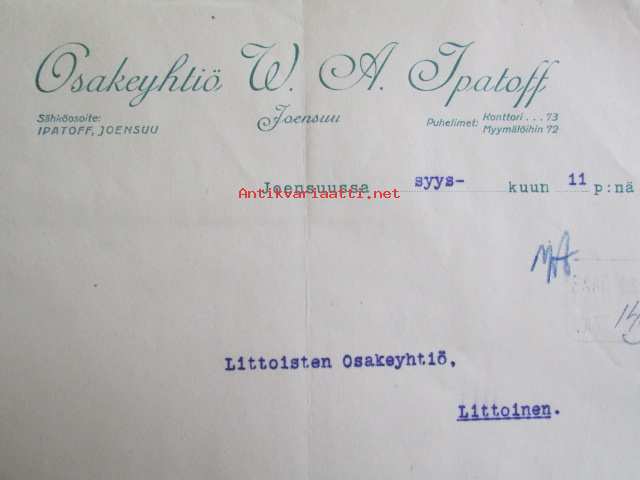 Osakeyhtiö W. A. Ipatoff
Joensuu
Sähköosoite:
IPATOFF, JOENSUU
Puhelimet: Konttori . . . 73
Myymälöihin 72
Joensuussa syys- kuun 11 p:nä
Antikvariaatti.net
Littoisten Osakeyhtiö,
Littoinen.